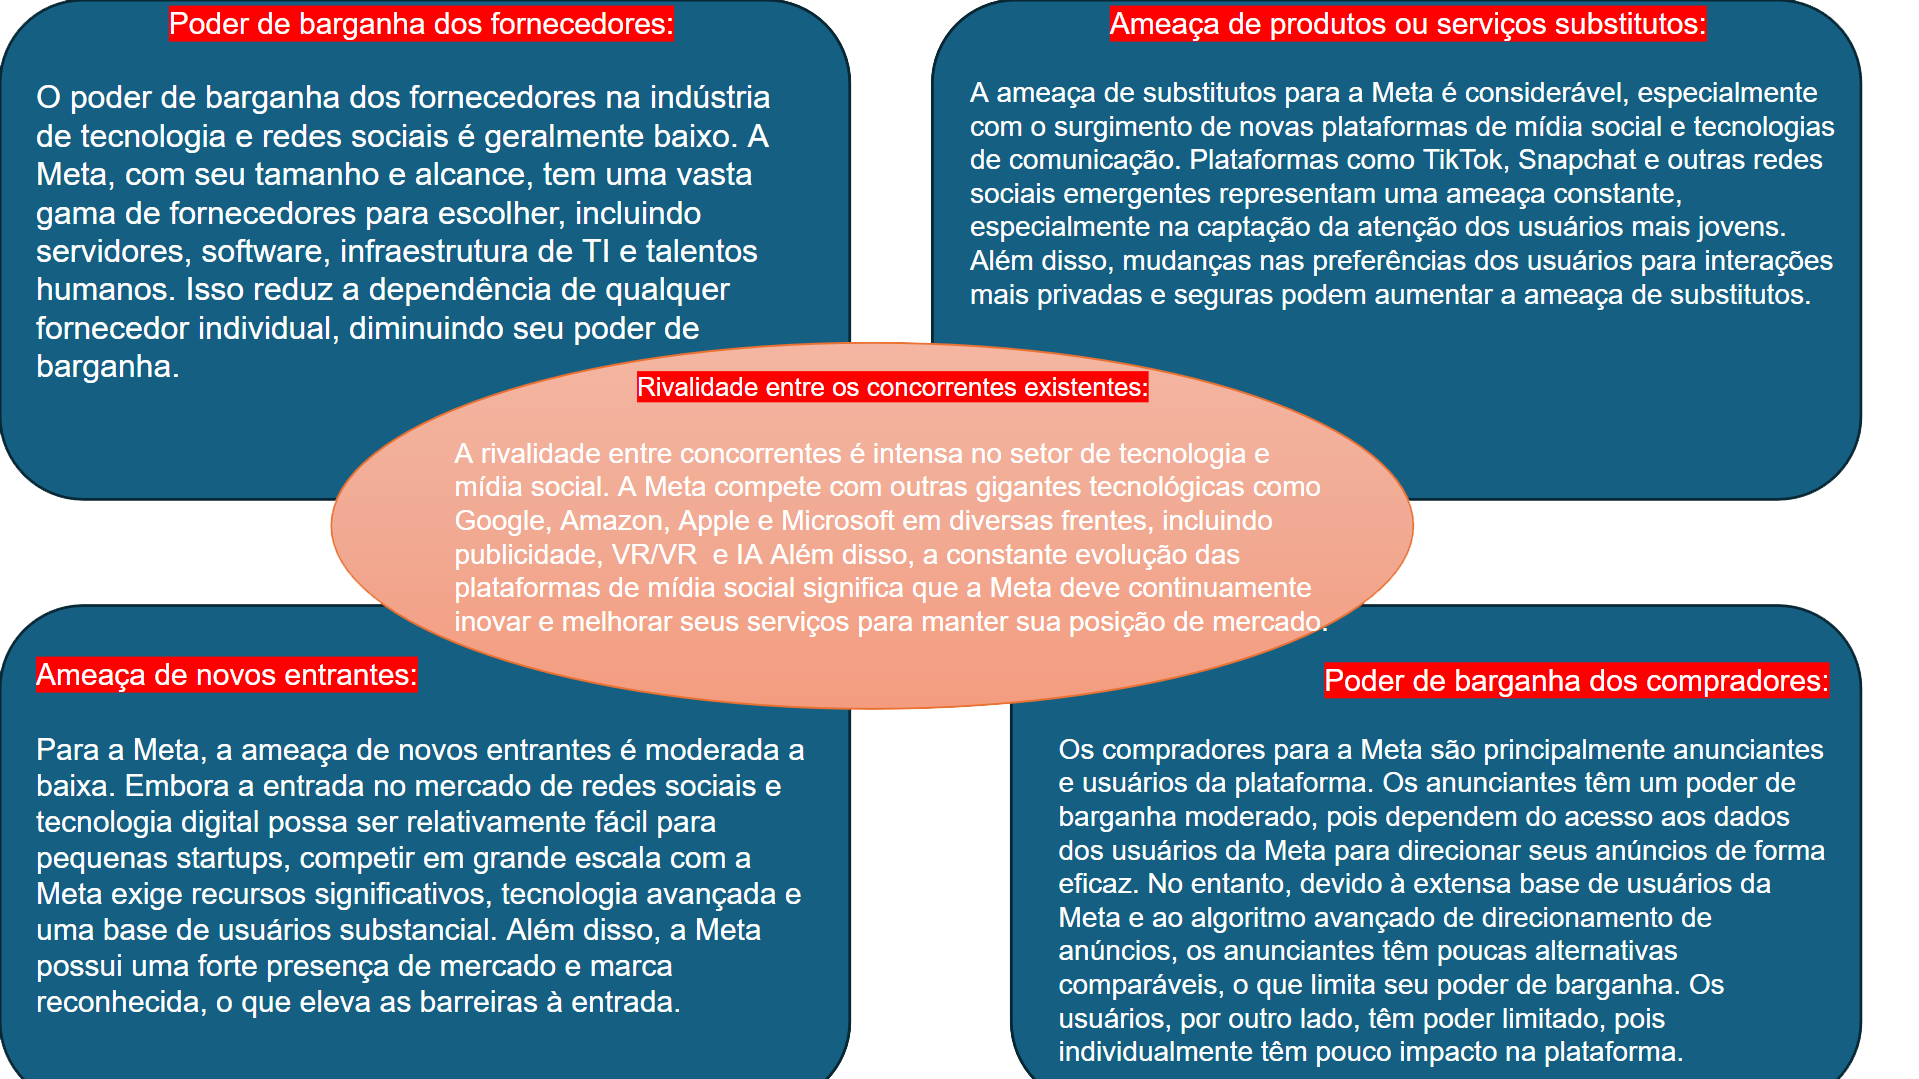 Poder de barganha dos fornecedores:
O poder de barganha dos fornecedores na indústria
de tecnologia e redes sociais é geralmente baixo. A
Meta, com seu tamanho e alcance, tem uma vasta
gama de fornecedores para escolher, incluindo
servidores, software, infraestrutura de TI e talentos
humanos. Isso reduz a dependência de qualquer
fornecedor individual, diminuindo seu poder de
barganha.
Ameaça de produtos ou serviços substitutos:
A ameaça de substitutos para a Meta é considerável, especialmente
com o surgimento de novas plataformas de mídia social e tecnologias
de comunicação. Plataformas como TikTok, Snapchat e outras redes
sociais emergentes representam uma ameaça constante,
especialmente na captação da atenção dos usuários mais jovens.
Além disso, mudanças nas preferências dos usuários para interações
mais privadas e seguras podem aumentar a ameaça de substitutos.
Rivalidade entre os concorrentes existentes:
A rivalidade entre concorrentes é intensa no setor de tecnologia e
mídia social. A Meta compete com outras gigantes tecnológicas como
Google, Amazon, Apple e Microsoft em diversas frentes, incluindo
publicidade, VR/VR  e IA Além disso, a constante evolução das
plataformas de mídia social significa que a Meta deve continuamente
inovar e melhorar seus serviços para manter sua posição de mercado.
Ameaça de novos entrantes:
Para a Meta, a ameaça de novos entrantes é moderada a
baixa. Embora a entrada no mercado de redes sociais e
tecnologia digital possa ser relativamente fácil para
pequenas startups, competir em grande escala com a
Meta exige recursos significativos, tecnologia avançada e
uma base de usuários substancial. Além disso, a Meta
possui uma forte presença de mercado e marca
reconhecida, o que eleva as barreiras à entrada.
Poder de barganha dos compradores:
Os compradores para a Meta são principalmente anunciantes
e usuários da plataforma. Os anunciantes têm um poder de
barganha moderado, pois dependem do acesso aos dados
dos usuários da Meta para direcionar seus anúncios de forma
eficaz. No entanto, devido à extensa base de usuários da
Meta e ao algoritmo avançado de direcionamento de
anúncios, os anunciantes têm poucas alternativas
comparáveis, o que limita seu poder de barganha. Os
usuários, por outro lado, têm poder limitado, pois
individualmente têm pouco impacto na plataforma.